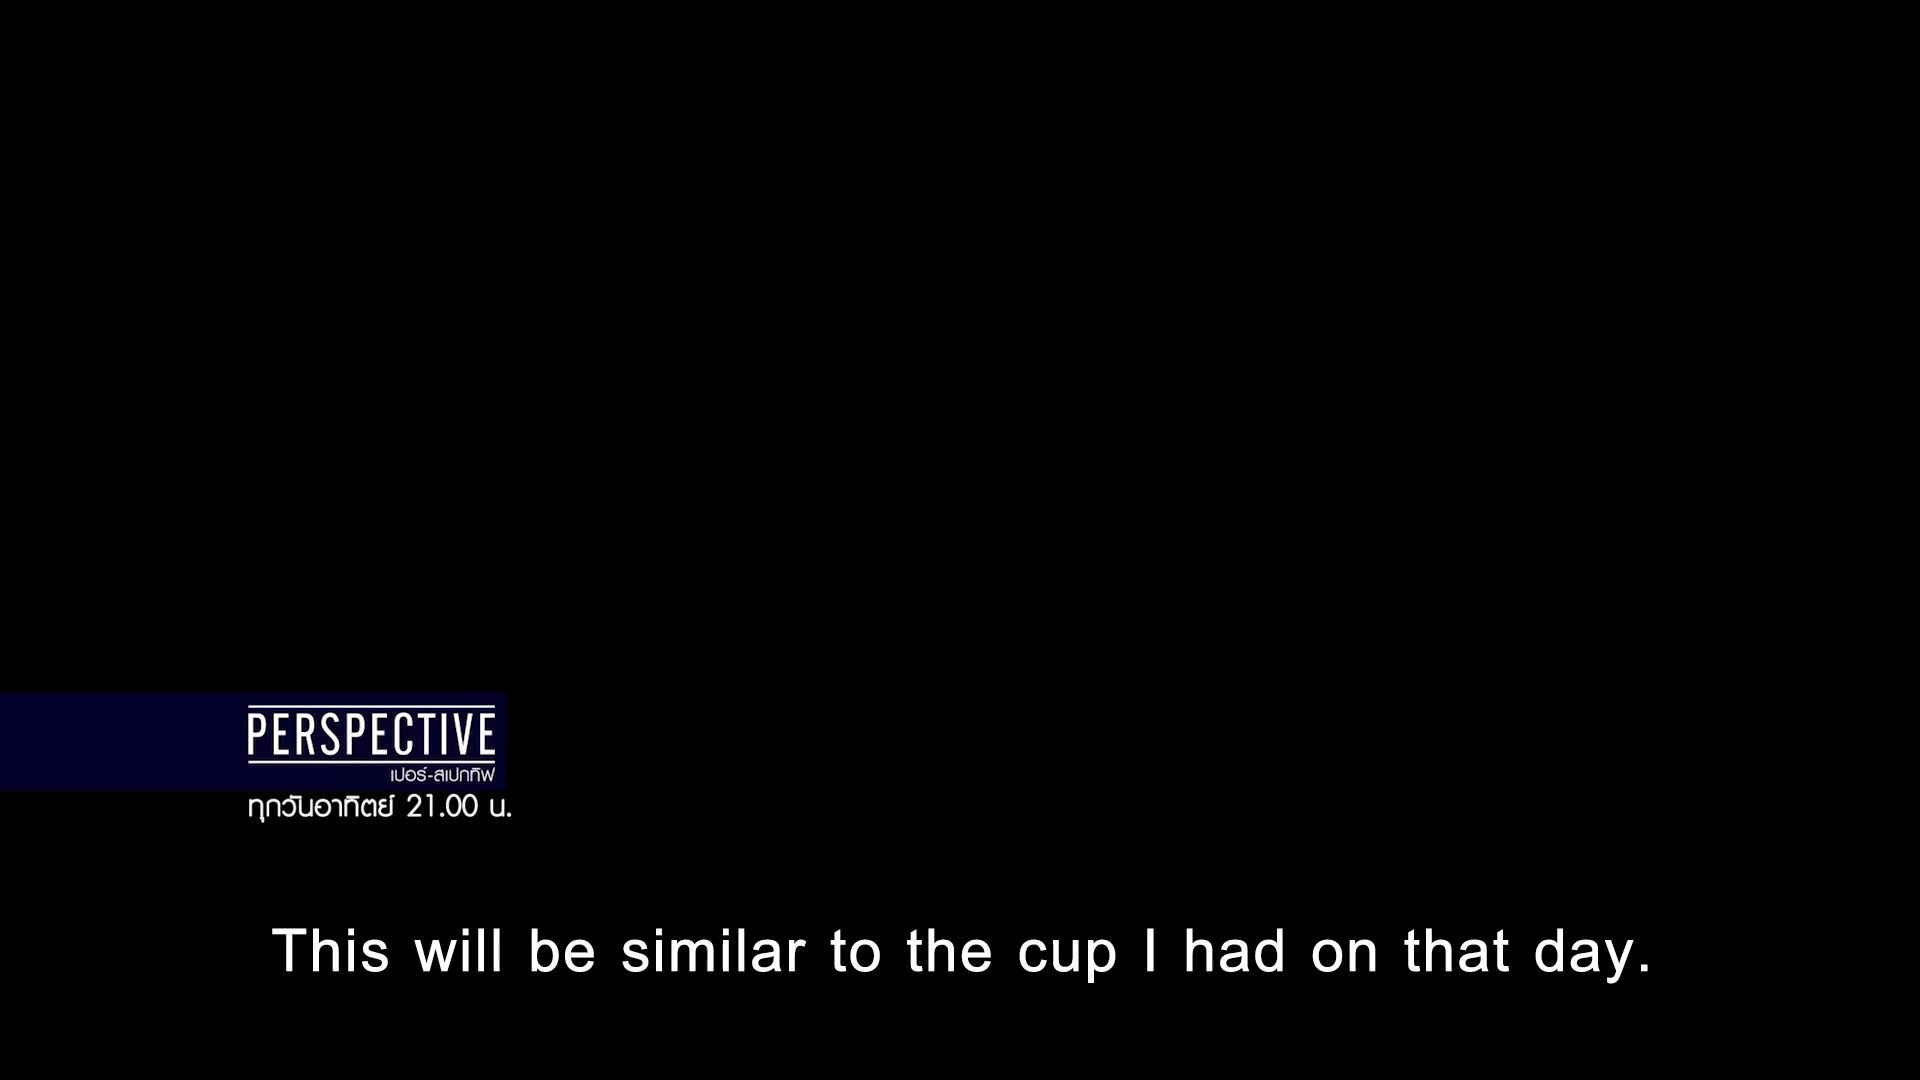 PERSPECTIVE
เปอร์-สเปกทิฟ
ทุกวันอาทิตย์ 21.00 น.
This will be similar to the cup I had on that day.